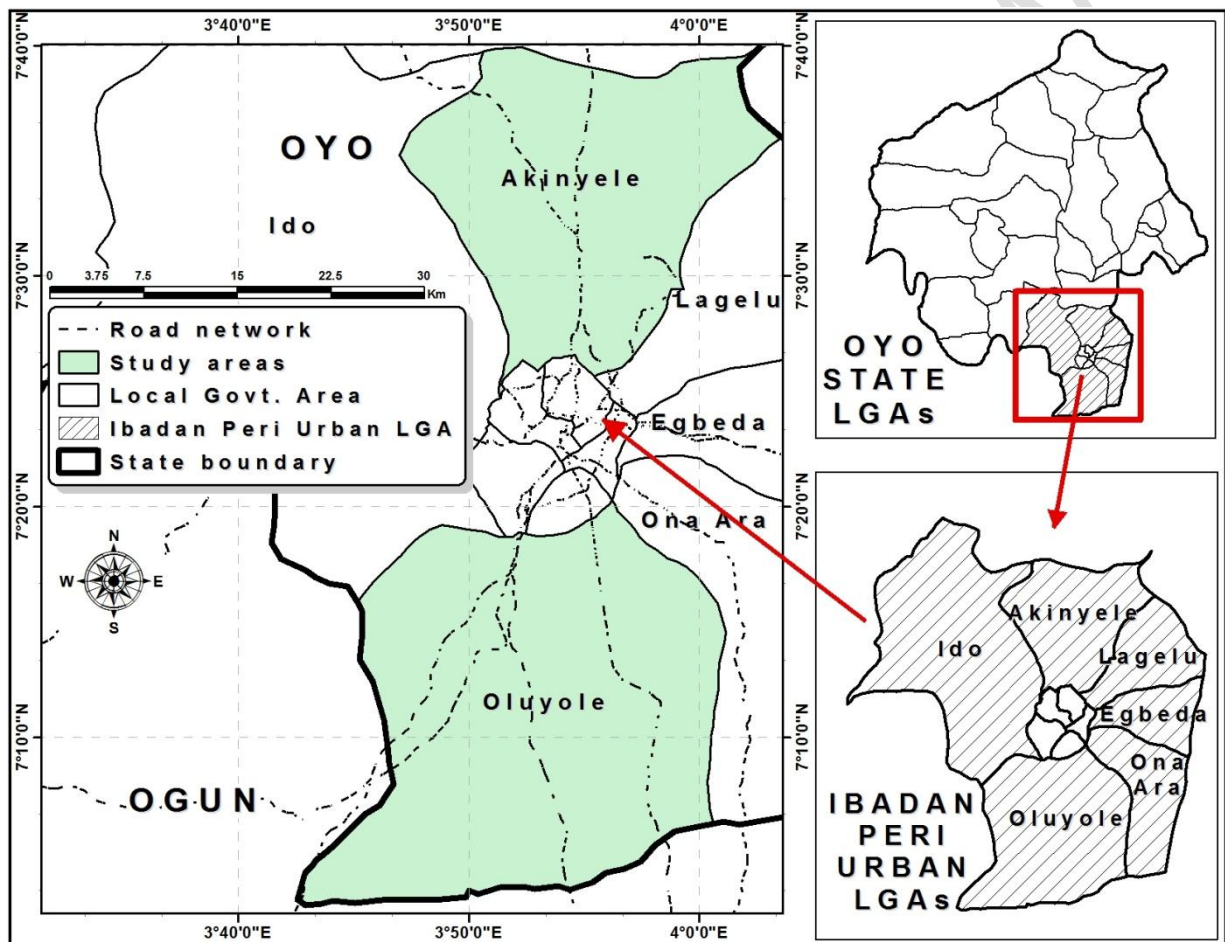 3°40'0"E 3°50'0"E 4°0'0"E
7°40'0"N
7°30'0"N
7°20'0"N
7°10'0"N
OYO
Akinyele
Ido
0 3.75 7.5 15 22.5 30
Km
Lagelu
Road network
Study areas
Local Govt. Area
Ibadan Peri Urban LGA
State boundary
Egbeda
Ona Ara
N
W E
S
Oluyole
OGUN
7°40'0"N
7°30'0"N
7°20'0"N
7°10'0"N
3°40'0"E 3°50'0"E 4°0'0"E
OYO
STATE
LGAs
Akinyele
Ido
Lagelu
Egbeda
Ona
Ara
Oluyole
IBADAN
PERI
URBAN
LGAs